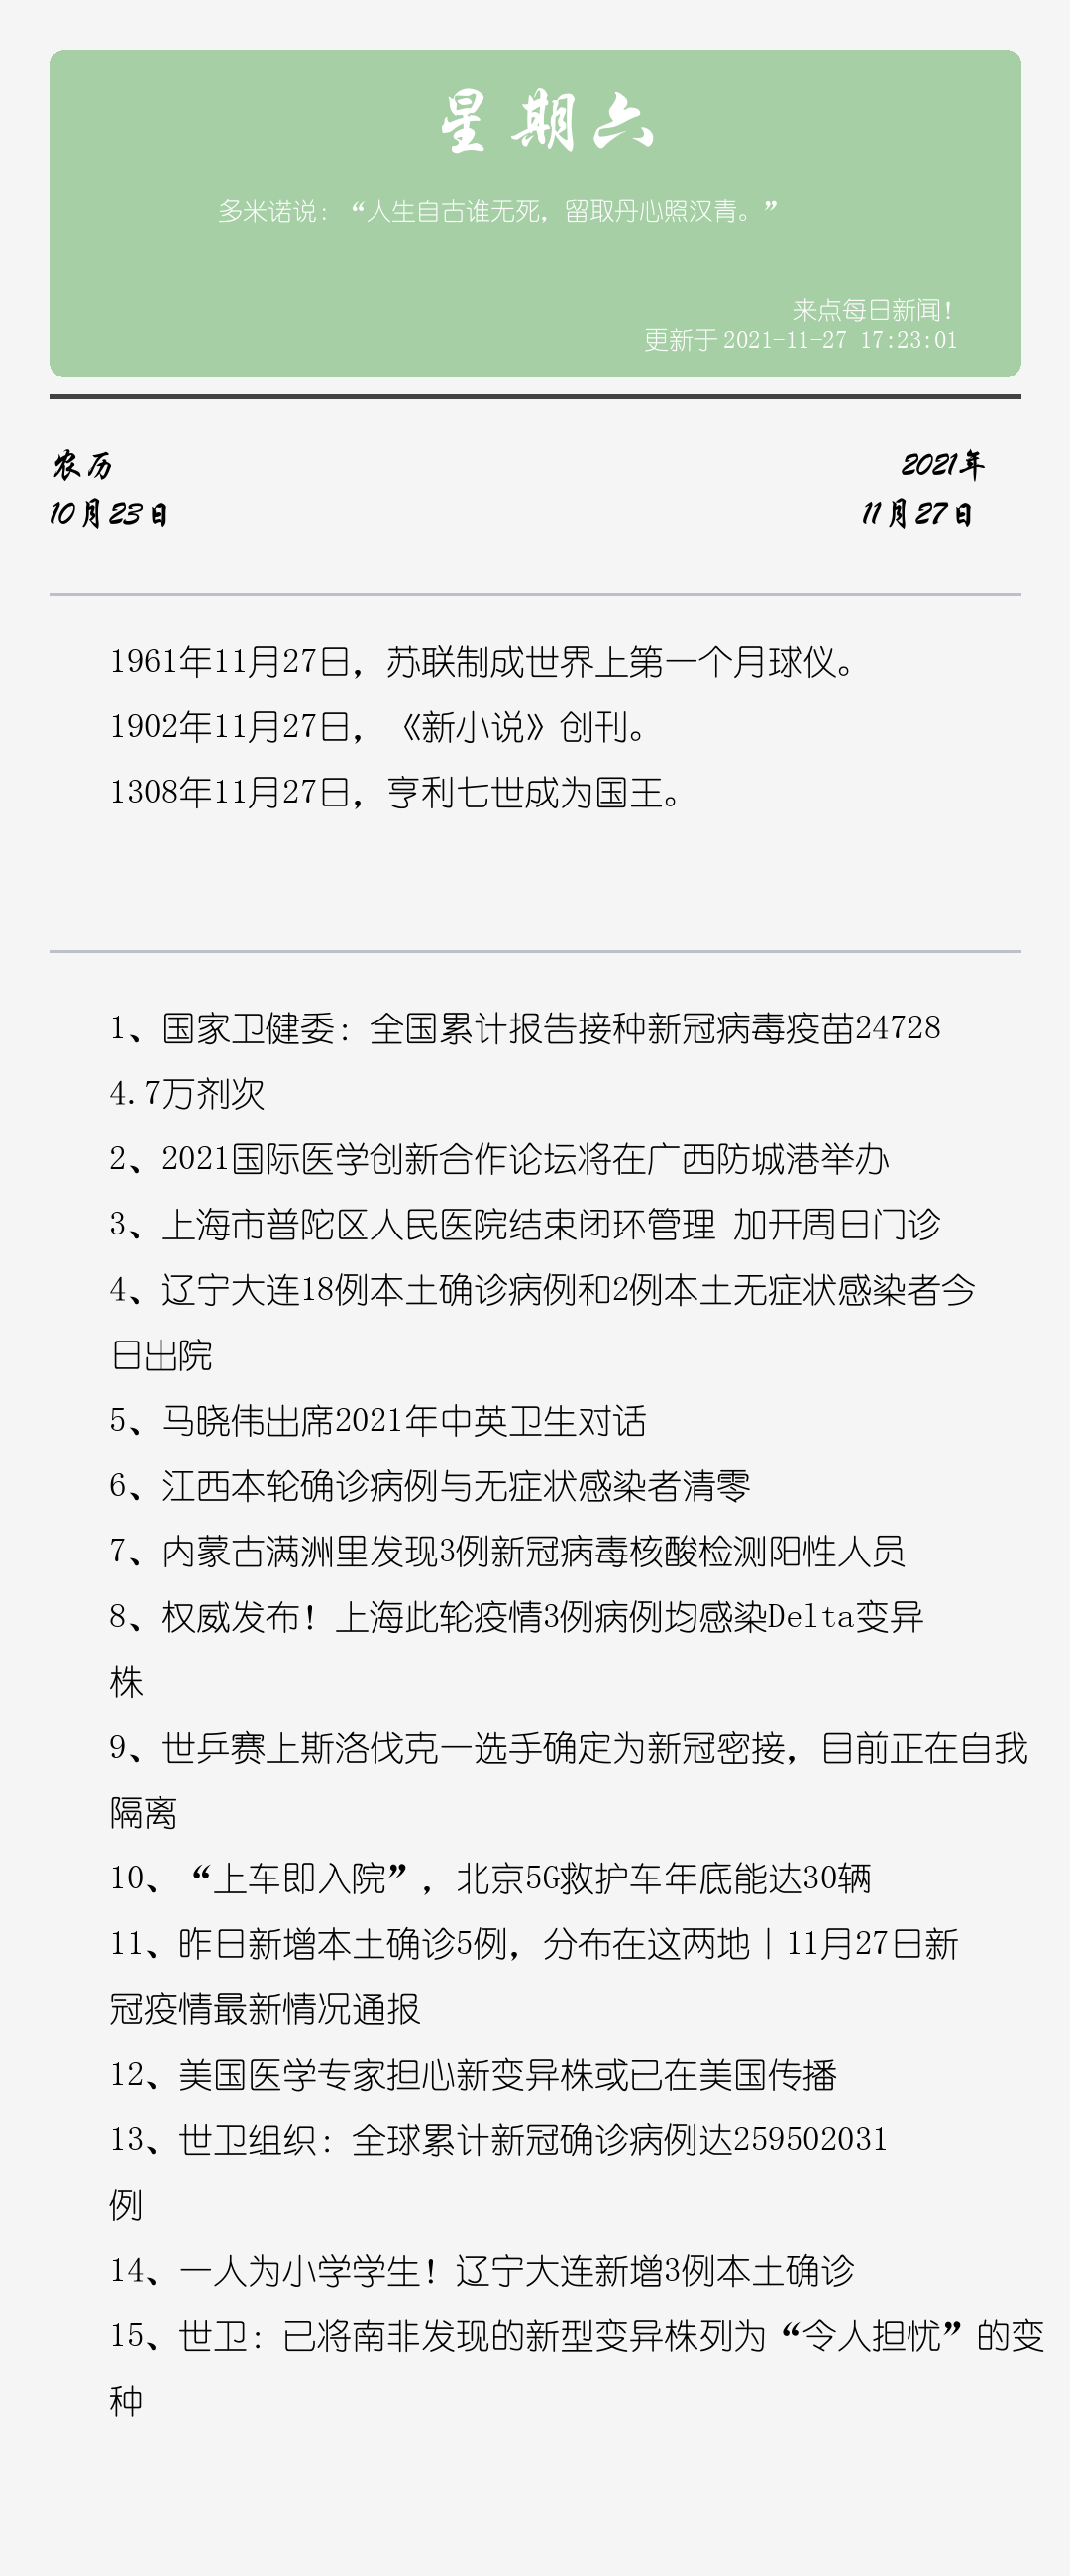 星期六
多米诺说：“人生自古谁无死，留取丹心照汗青。”
来点每日新闻！
更新于 2021-11-27 17:23:01
农历
2021年
10月23日
11月27日
1961年11月27日，苏联制成世界上第一个月球仪。
1902年11月27日，《新小说》创刊。
1308年11月27日，亨利七世成为国王。
1、国家卫健委：全国累计报告接种新冠病毒疫苗24728
4.7万剂次
2、2021国际医学创新合作论坛将在广西防城港举办
3、上海市普陀区人民医院结束闭环管理 加开周日门诊
4、辽宁大连18例本土确诊病例和2例本土无症状感染者今
日出院
5、马晓伟出席2021年中英卫生对话
6、江西本轮确诊病例与无症状感染者清零
7、内蒙古满洲里发现3例新冠病毒核酸检测阳性人员
8、权威发布！上海此轮疫情3例病例均感染Delta变异
株
9、世乒赛上斯洛伐克一选手确定为新冠密接，目前正在自我
隔离
10、“上车即入院”，北京5G救护车年底能达30辆
11、昨日新增本土确诊5例，分布在这两地｜11月27日新
冠疫情最新情况通报
12、美国医学专家担心新变异株或已在美国传播
13、世卫组织：全球累计新冠确诊病例达259502031
例
14、一人为小学学生！辽宁大连新增3例本土确诊
15、世卫：已将南非发现的新型变异株列为“令人担忧”的变
种